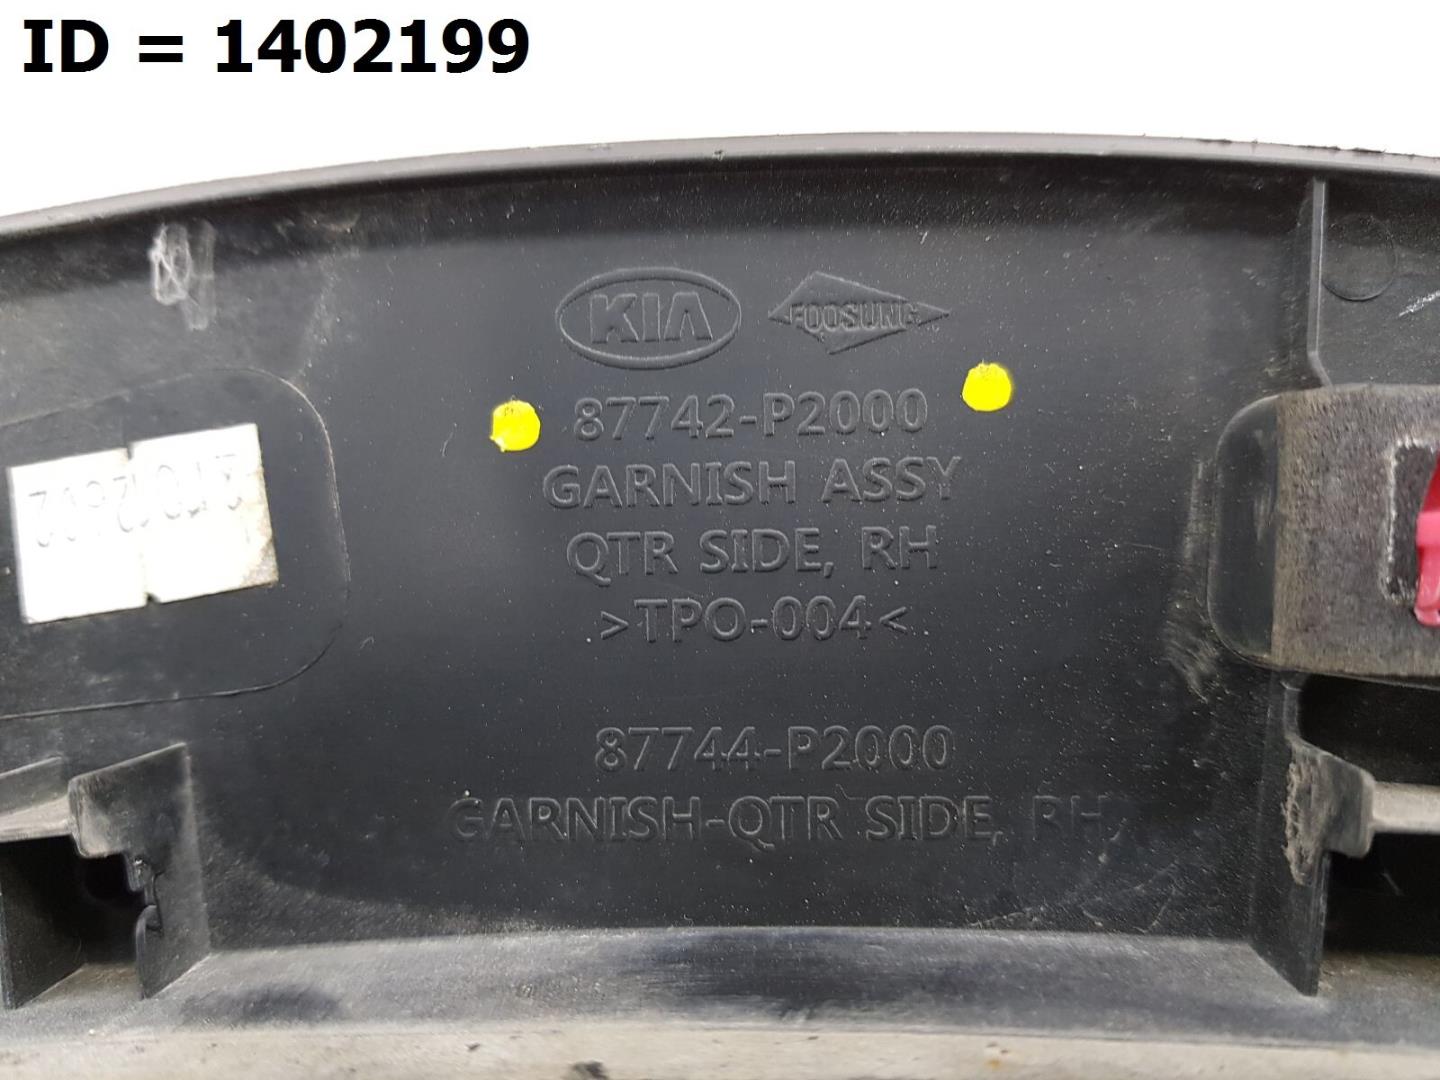 ID = 1402199
KIA FOOSUNG
87742-P2000
GARNISH ASSY
QTR SIDE, RH
>TPO-004<
87744-P2000
GARNISH-QTR SIDE, RH